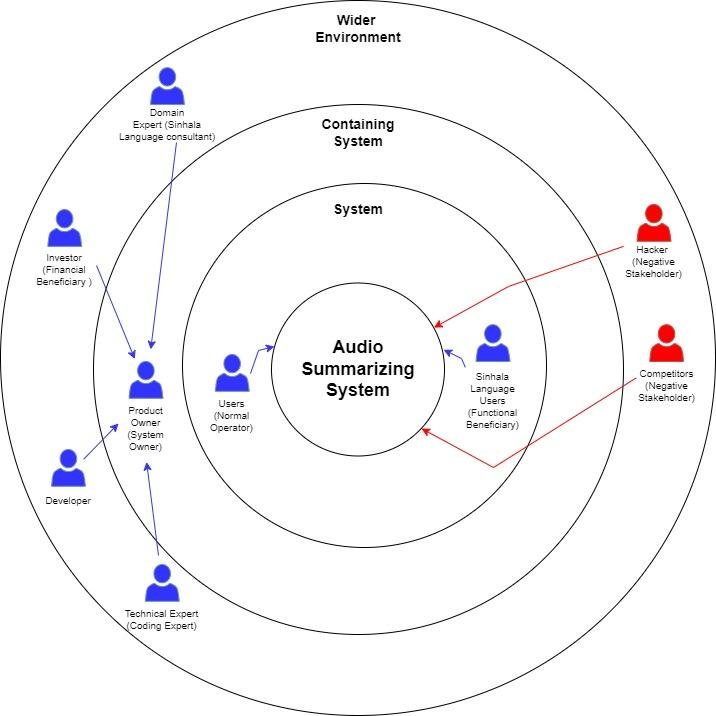 Wider
Environment
Domain
Expert (Sinhala
Language consultant)
Containing
System
System
Investor
(Financial
Beneficiary )
Hacker
(Negative
Stakeholder)
Audio
Summarizing
System
Users
(Normal
Operator)
Sinhala
Language
Users
(Functional
Beneficiary)
Competitors
(Negative
Stakeholder)
Product
Owner
(System
Owner)
Developer
Technical Expert
(Coding Expert)